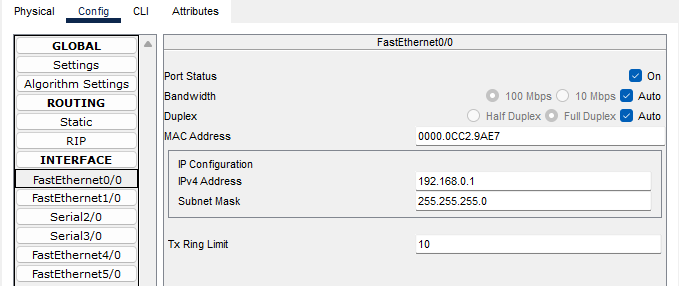 Physical Config CLI Attributes
GLOBAL
Settings
Algorithm Settings
ROUTING
Static
RIP
INTERFACE
FastEthernet0/0
FastEthernet1/0
Serial2/0
Serial3/0
FastEthernet4/0
FastEthernet5/0
FastEthernet0/0
Port Status On
Bandwidth 100 Mbps 10 Mbps Auto
Duplex Half Duplex Full Duplex Auto
MAC Address 0000.0CC2.9AE7
IP Configuration
IPv4 Address 192.168.0.1
Subnet Mask 255.255.255.0
Tx Ring Limit 10